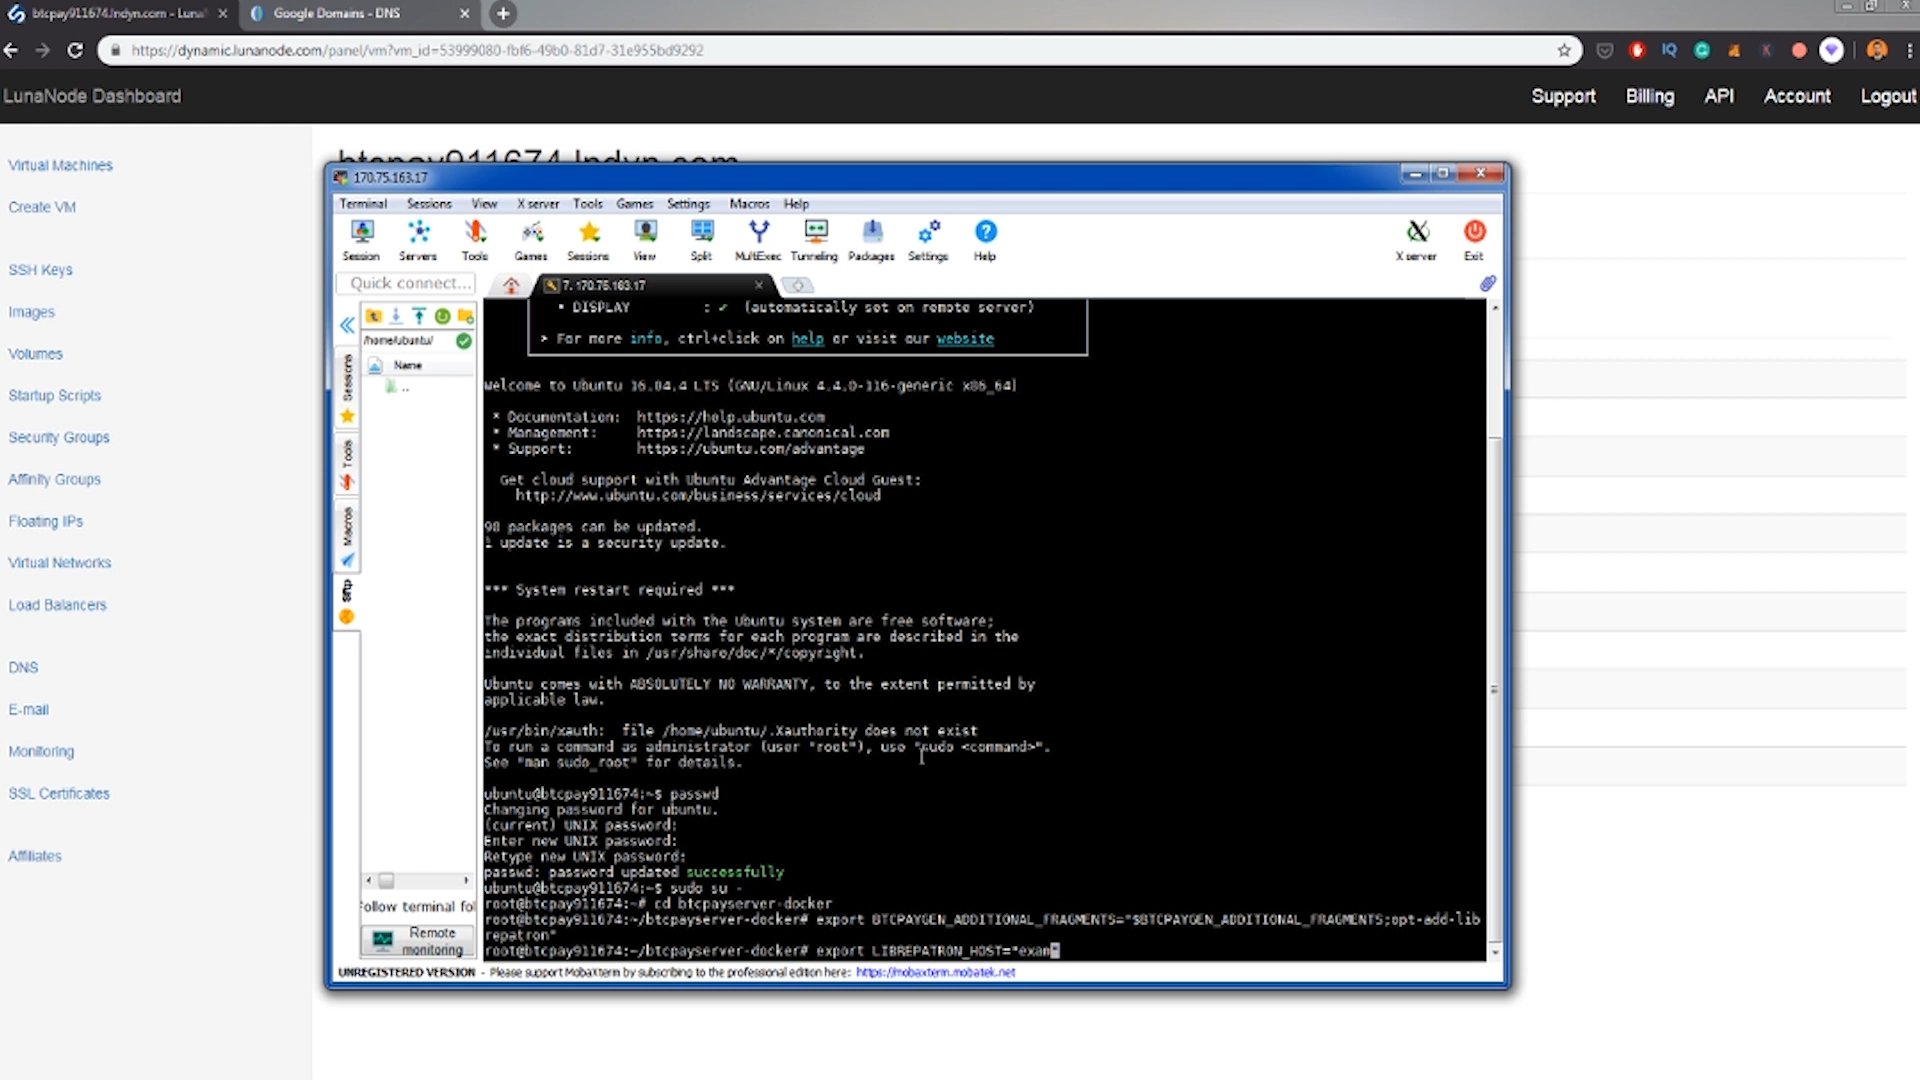 btcpay911674.lndyn.com - Luna
Google Domains - DNS
https://dynamic.lunanode.com/panel/vm?vm_id=53999080-fbf6-49b0-81d7-31e955bd9292
LunaNode Dashboard
Support
Billing
API
Account
Logout
Virtual Machines
Create VM
SSH Keys
Images
Volumes
Startup Scripts
Security Groups
Affinity Groups
Floating IPs
Virtual Networks
Load Balancers
DNS
E-mail
Monitoring
SSL Certificates
Affiliates
btcpay911674.lndyn.com
170.75.163.17
Terminal Sessions View X server Tools Games Settings Macros Help
Session Servers Tools Games Sessions View Split MultiExec Tunneling Packages Settings Help X server Exit
Quick connect...
7. 170.75.163.17
/home/ubuntu/
Name
..
Sessions
Tools
Macros
Sftp
• DISPLAY : ✓ (automatically set on remote server)
> For more info, ctrl+click on help or visit our website
Welcome to Ubuntu 16.04.4 LTS (GNU/Linux 4.4.0-116-generic x86_64)
* Documentation: https://help.ubuntu.com
* Management: https://landscape.canonical.com
* Support: https://ubuntu.com/advantage
Get cloud support with Ubuntu Advantage Cloud Guest:
http://www.ubuntu.com/business/services/cloud
98 packages can be updated.
1 update is a security update.
*** System restart required ***
The programs included with the Ubuntu system are free software;
the exact distribution terms for each program are described in the
individual files in /usr/share/doc/*/copyright.
Ubuntu comes with ABSOLUTELY NO WARRANTY, to the extent permitted by
applicable law.
/usr/bin/xauth: file /home/ubuntu/.Xauthority does not exist
To run a command as administrator (user "root"), use "sudo <command>".
See "man sudo_root" for details.
ubuntu@btcpay911674:~$ passwd
Changing password for ubuntu.
(current) UNIX password:
Enter new UNIX password:
Retype new UNIX password:
passwd: password updated successfully
ubuntu@btcpay911674:~$ sudo su -
root@btcpay911674:~# cd btcpayserver-docker
root@btcpay911674:~/btcpayserver-docker# export BTCPAYGEN_ADDITIONAL_FRAGMENTS="$BTCPAYGEN_ADDITIONAL_FRAGMENTS;opt-add-lib
repatron"
root@btcpay911674:~/btcpayserver-docker# export LIBREPATRON_HOST="exam"
Follow terminal fol
Remote
monitoring
UNREGISTERED VERSION - Please support MobaXterm by subscribing to the professional edition here: https://mobaxterm.mobatek.net